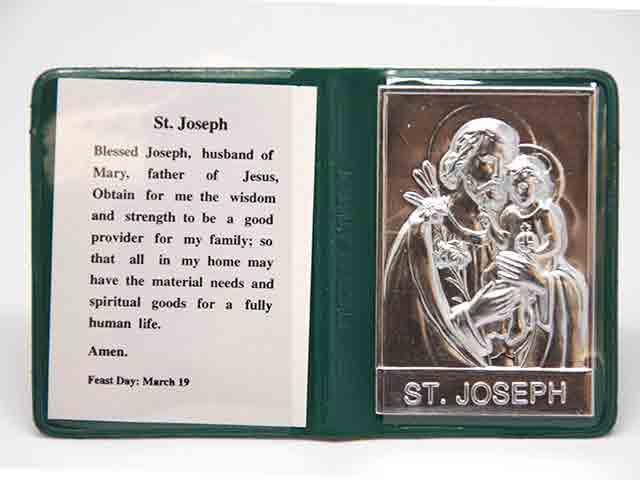 St. Joseph
Blessed Joseph, husband of
Mary, father of Jesus,
Obtain for me the wisdom
and strength to be a good
provider for my family; so
that all in my home may
have the material needs and
spiritual goods for a fully
human life.
Amen.
Feast Day: March 19
ST. JOSEPH